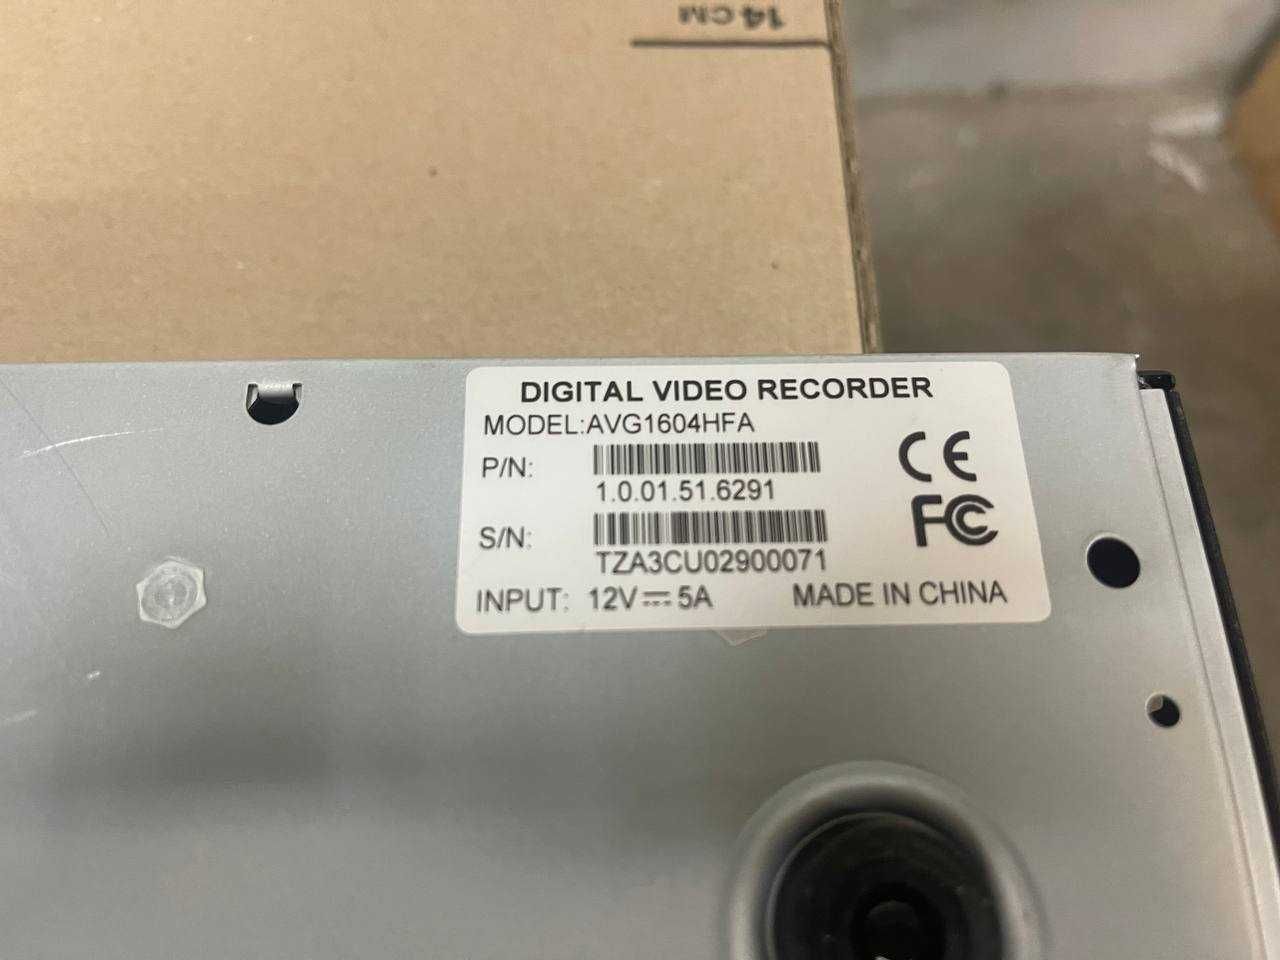 14 CM
DIGITAL VIDEO RECORDER
MODEL:AVG1604HFA
P/N:
1.0.01.51.6291
CE
FC
S/N:
TZA3CU02900071
INPUT: 12V⎓5A MADE IN CHINA